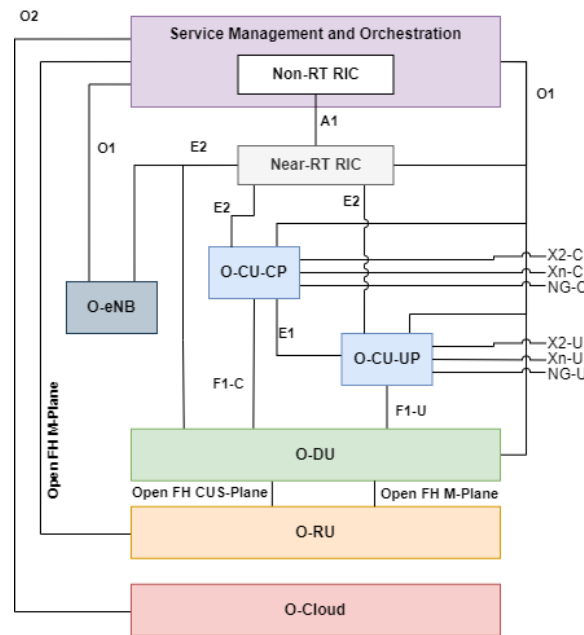 O2
Service Management and Orchestration
Non-RT RIC
O1
A1
O1
E2
Near-RT RIC
E2
E2
O-CU-CP
X2-C
Xn-C
NG-C
O-eNB
E1
O-CU-UP
X2-U
Xn-U
NG-U
F1-C
F1-U
Open FH M-Plane
O-DU
Open FH CUS-Plane
Open FH M-Plane
O-RU
O-Cloud